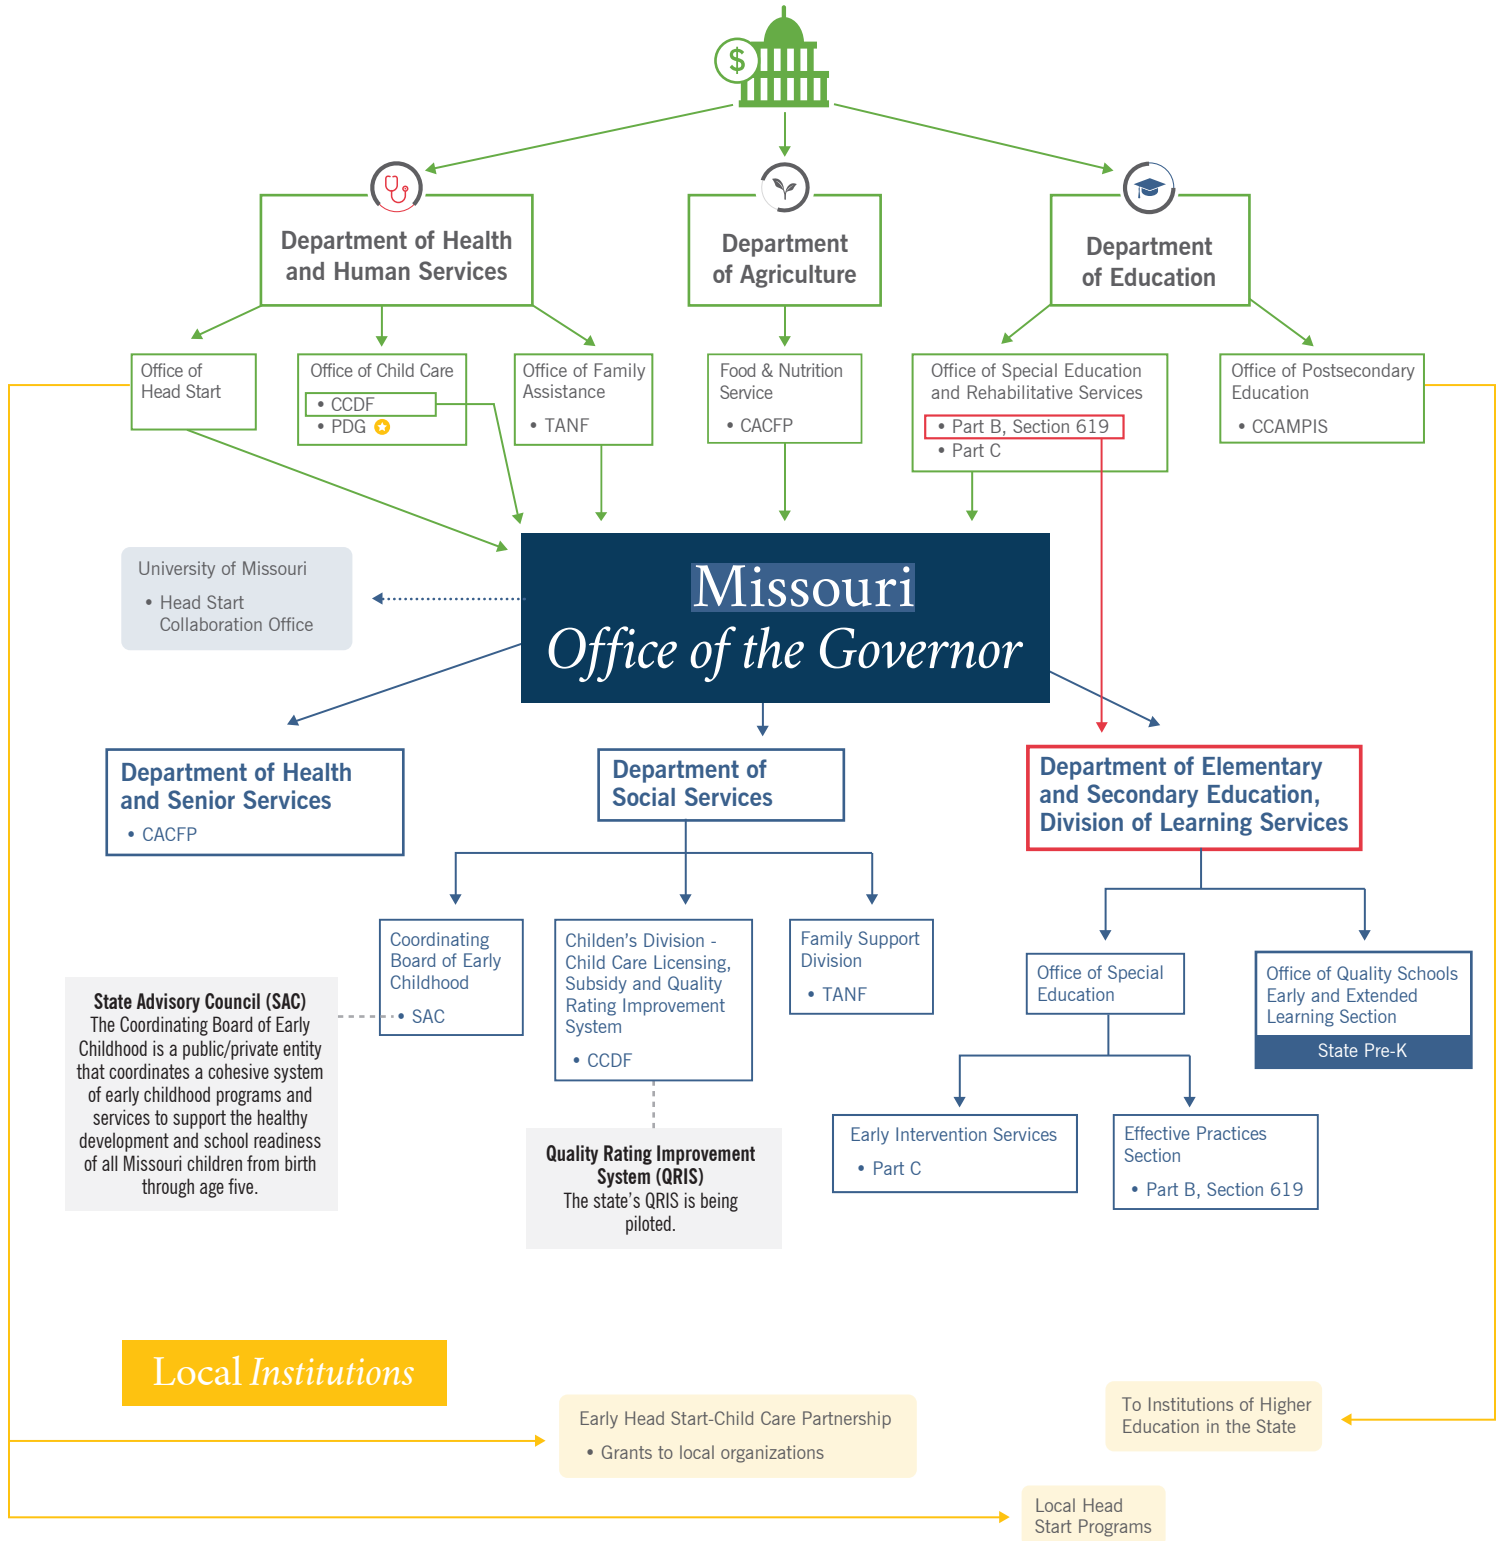 $
Department of Health
and Human Services
Department
of Agriculture
Department
of Education
Office of
Head Start
Office of Child Care
• CCDF
• PDG
Office of Family
Assistance
• TANF
Food & Nutrition
Service
• CACFP
Office of Special Education
and Rehabilitative Services
• Part B, Section 619
• Part C
Office of Postsecondary
Education
• CCAMPIS
University of Missouri
• Head Start
Collaboration Office
Missouri
Office of the Governor
Department of Health
and Senior Services
• CACFP
Department of
Social Services
Department of Elementary
and Secondary Education,
Division of Learning Services
Coordinating
Board of Early
Childhood
• SAC
Childen's Division -
Child Care Licensing,
Subsidy and Quality
Rating Improvement
System
• CCDF
Family Support
Division
• TANF
Office of Special
Education
Office of Quality Schools
Early and Extended
Learning Section
State Pre-K
State Advisory Council (SAC)
The Coordinating Board of Early
Childhood is a public/private entity
that coordinates a cohesive system
of early childhood programs and
services to support the healthy
development and school readiness
of all Missouri children from birth
through age five.
Quality Rating Improvement
System (QRIS)
The state's QRIS is being
piloted.
Early Intervention Services
• Part C
Effective Practices
Section
• Part B, Section 619
Local Institutions
Early Head Start-Child Care Partnership
• Grants to local organizations
To Institutions of Higher
Education in the State
Local Head
Start Programs